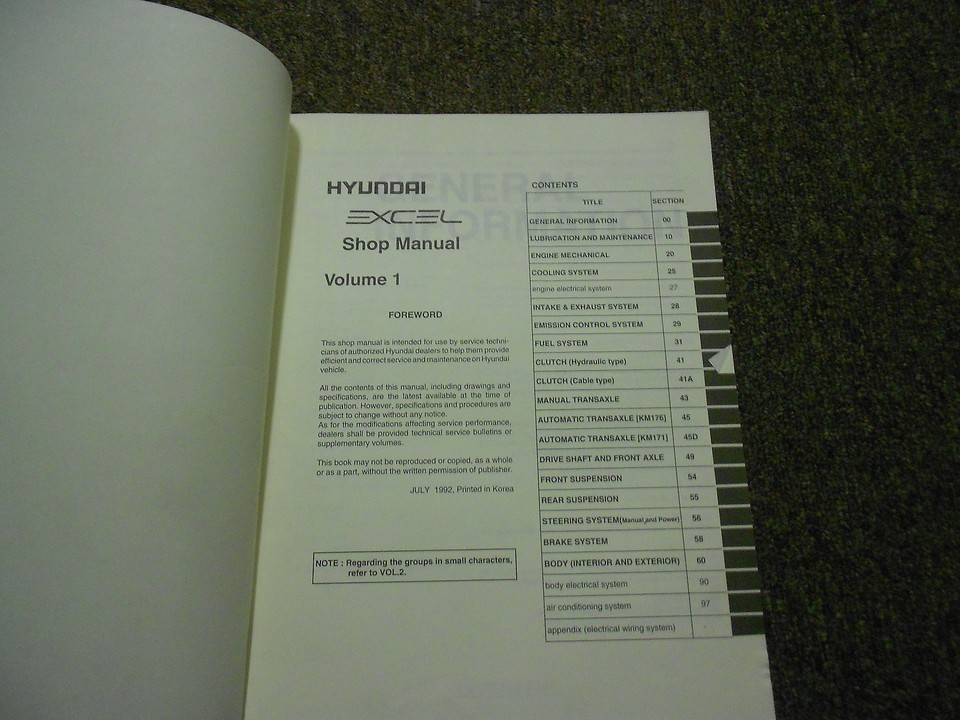 HYUNDAI
EXCEL
Shop Manual
Volume 1
FOREWORD
This shop manual is intended for use by service techni-
cians of authorized Hyundai dealers to help them provide
efficient and correct service and maintenance on Hyundai
vehicle.
All the contents of this manual, including drawings and
specifications, are the latest available at the time of
publication. However, specifications and procedures are
subject to change without any notice.
As for the modifications affecting service performance,
dealers shall be provided technical service bulletins or
supplementary volumes.
This book may not be reproduced or copied, as a whole
or as a part, without the written permission of publisher.
JULY 1992, Printed in Korea
NOTE : Regarding the groups in small characters,
refer to VOL.2.
CONTENTS
TITLE SECTION
GENERAL INFORMATION 00
LUBRICATION AND MAINTENANCE 10
ENGINE MECHANICAL 20
COOLING SYSTEM 25
engine electrical system 27
INTAKE & EXHAUST SYSTEM 28
EMISSION CONTROL SYSTEM 29
FUEL SYSTEM 31
CLUTCH (Hydraulic type) 41
CLUTCH (Cable type) 41A
MANUAL TRANSAXLE 43
AUTOMATIC TRANSAXLE [KM176] 45
AUTOMATIC TRANSAXLE [KM171] 45D
DRIVE SHAFT AND FRONT AXLE 49
FRONT SUSPENSION 54
REAR SUSPENSION 55
STEERING SYSTEM(Manual and Power) 56
BRAKE SYSTEM 58
BODY (INTERIOR AND EXTERIOR) 60
body electrical system 90
air conditioning system 97
appendix (electrical wiring system) -
GENERAL
INFORMATION